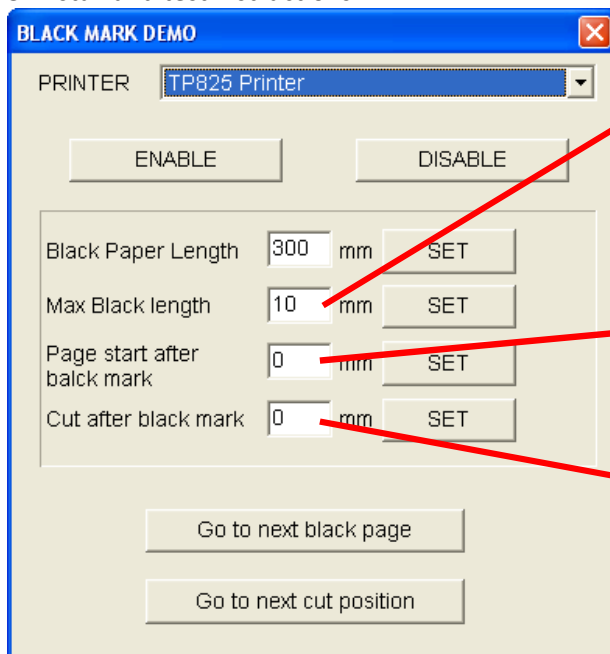 BLACK MARK DEMO
PRINTER TP825 Printer
ENABLE DISABLE
Black Paper Length 300 mm SET
Max Black length 10 mm SET
Page start after
balck mark 0 mm SET
Cut after black mark 0 mm SET
Go to next black page
Go to next cut position